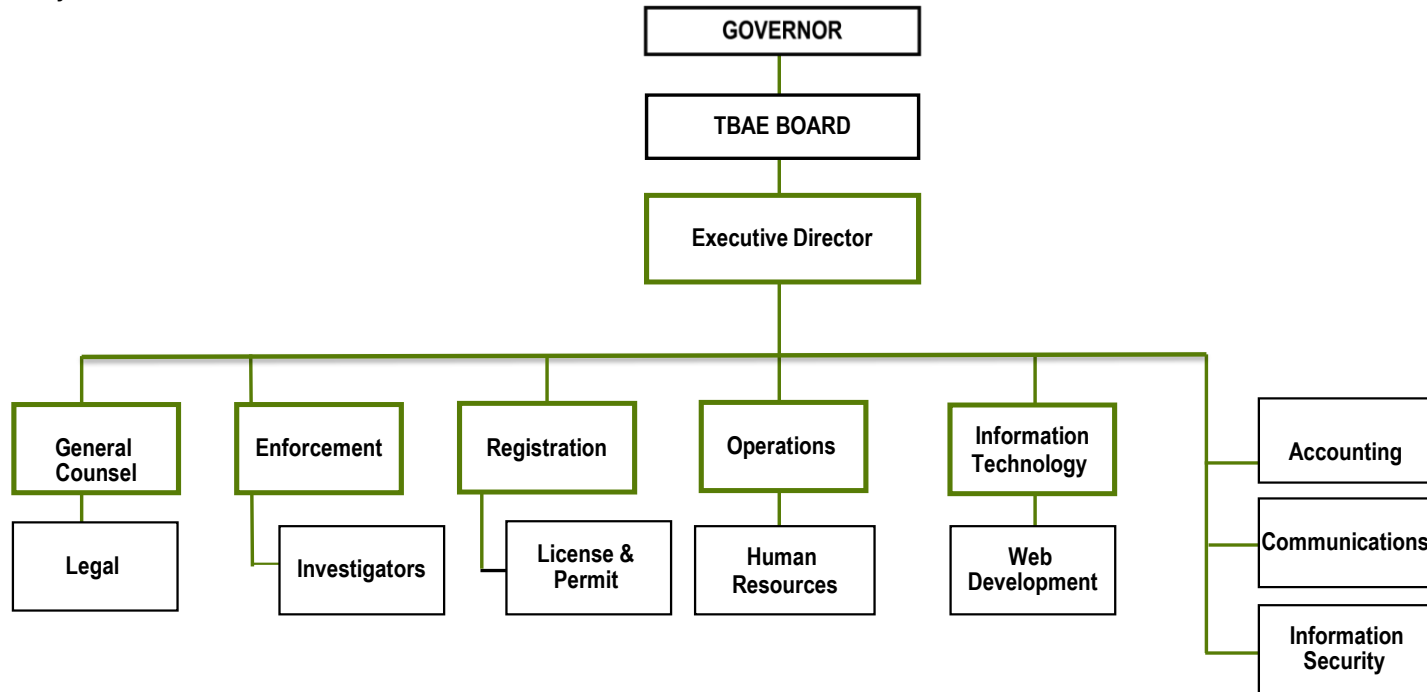 GOVERNOR
TBAE BOARD
Executive Director
General
Counsel
Enforcement
Registration
Operations
Information
Technology
Accounting
Legal
Investigators
License &
Permit
Human
Resources
Web
Development
Communications
Information
Security